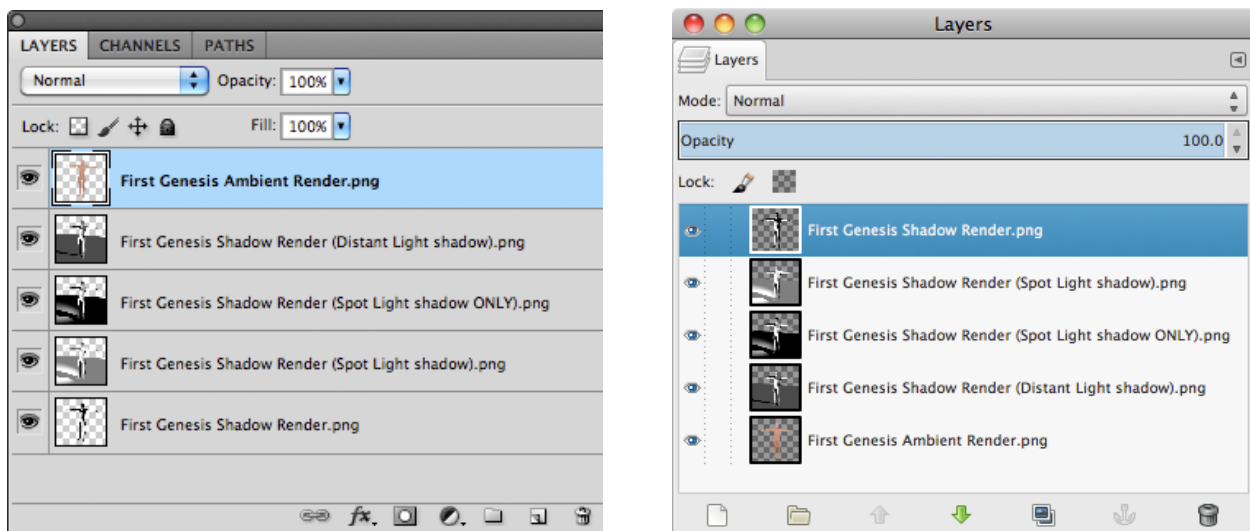 LAYERS CHANNELS PATHS
Normal Opacity: 100%
Lock: Fill: 100%
First Genesis Ambient Render.png
First Genesis Shadow Render (Distant Light shadow).png
First Genesis Shadow Render (Spot Light shadow ONLY).png
First Genesis Shadow Render (Spot Light shadow).png
First Genesis Shadow Render.png
fx
Layers
Layers
Mode: Normal
Opacity 100.0
Lock:
First Genesis Shadow Render.png
First Genesis Shadow Render (Spot Light shadow).png
First Genesis Shadow Render (Spot Light shadow ONLY).png
First Genesis Shadow Render (Distant Light shadow).png
First Genesis Ambient Render.png